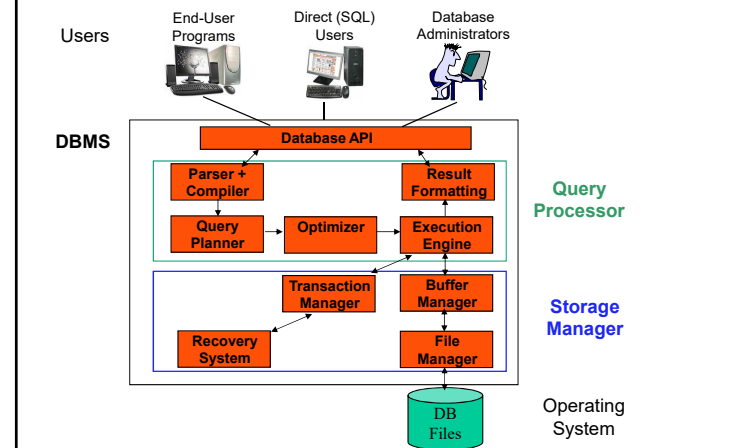 Users
End-User
Programs
Direct (SQL)
Users
Database
Administrators
DBMS
Database API
Parser +
Compiler
Result
Formatting
Query
Planner
Optimizer
Execution
Engine
Query
Processor
Transaction
Manager
Buffer
Manager
Storage
Manager
Recovery
System
File
Manager
DB
Files
Operating
System